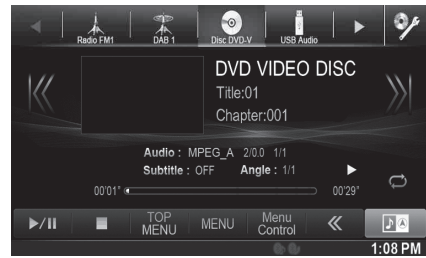 Radio FM1 DAB 1 Disc DVD-V USB Audio
DVD VIDEO DISC
Title:01
Chapter:001
Audio : MPEG_A 2/0.0 1/1
Subtitle : OFF Angle : 1/1
00'01" 00'29"
TOP MENU MENU Menu Control
1:08 PM